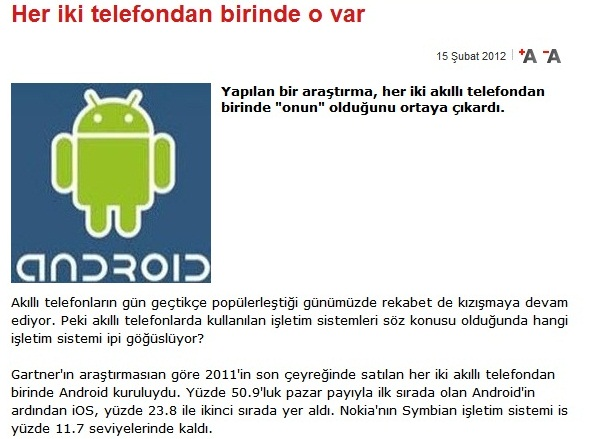 Her iki telefondan birinde o var
15 Şubat 2012 +A -A
Yapılan bir araştırma, her iki akıllı telefondan
birinde "onun" olduğunu ortaya çıkardı.
ANDROID
Akıllı telefonların gün geçtikçe popülerleştiği günümüzde rekabet de kızışmaya devam
ediyor. Peki akıllı telefonlarda kullanılan işletim sistemleri söz konusu olduğunda hangi
işletim sistemi ipi göğüslüyor?
Gartner'ın araştırmasıan göre 2011'in son çeyreğinde satılan her iki akıllı telefondan
birinde Android kuruluydu. Yüzde 50.9'luk pazar payıyla ilk sırada olan Android'in
ardından iOS, yüzde 23.8 ile ikinci sırada yer aldı. Nokia'nın Symbian işletim sistemi is
yüzde 11.7 seviyelerinde kaldı.